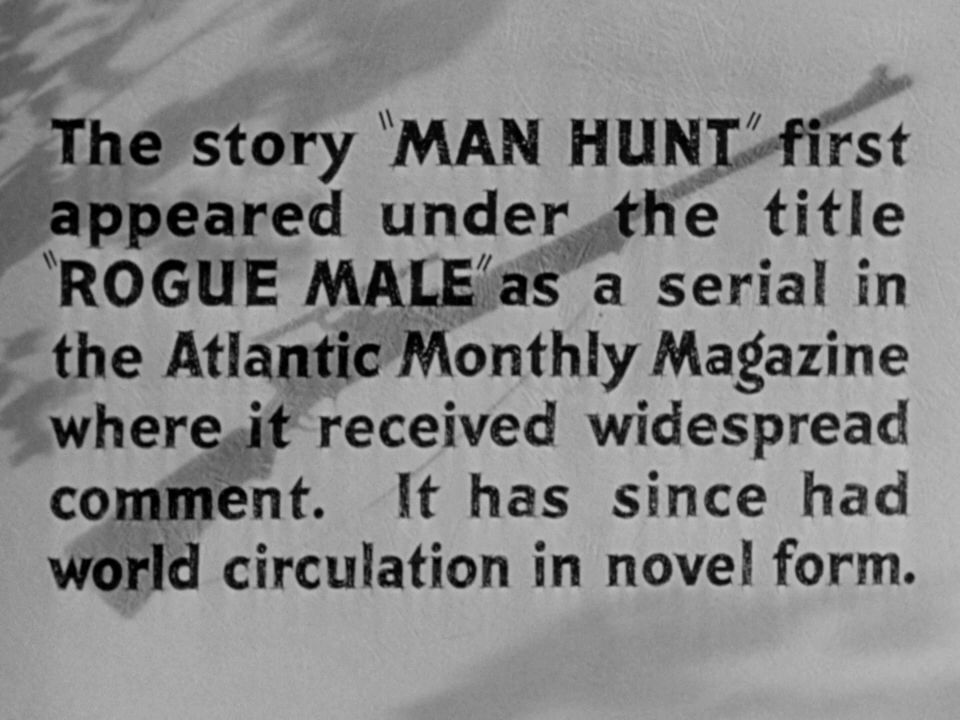 The story "MAN HUNT" first
appeared under the title
"ROGUE MALE" as a serial in
the Atlantic Monthly Magazine
where it received widespread
comment. It has since had
world circulation in novel form.